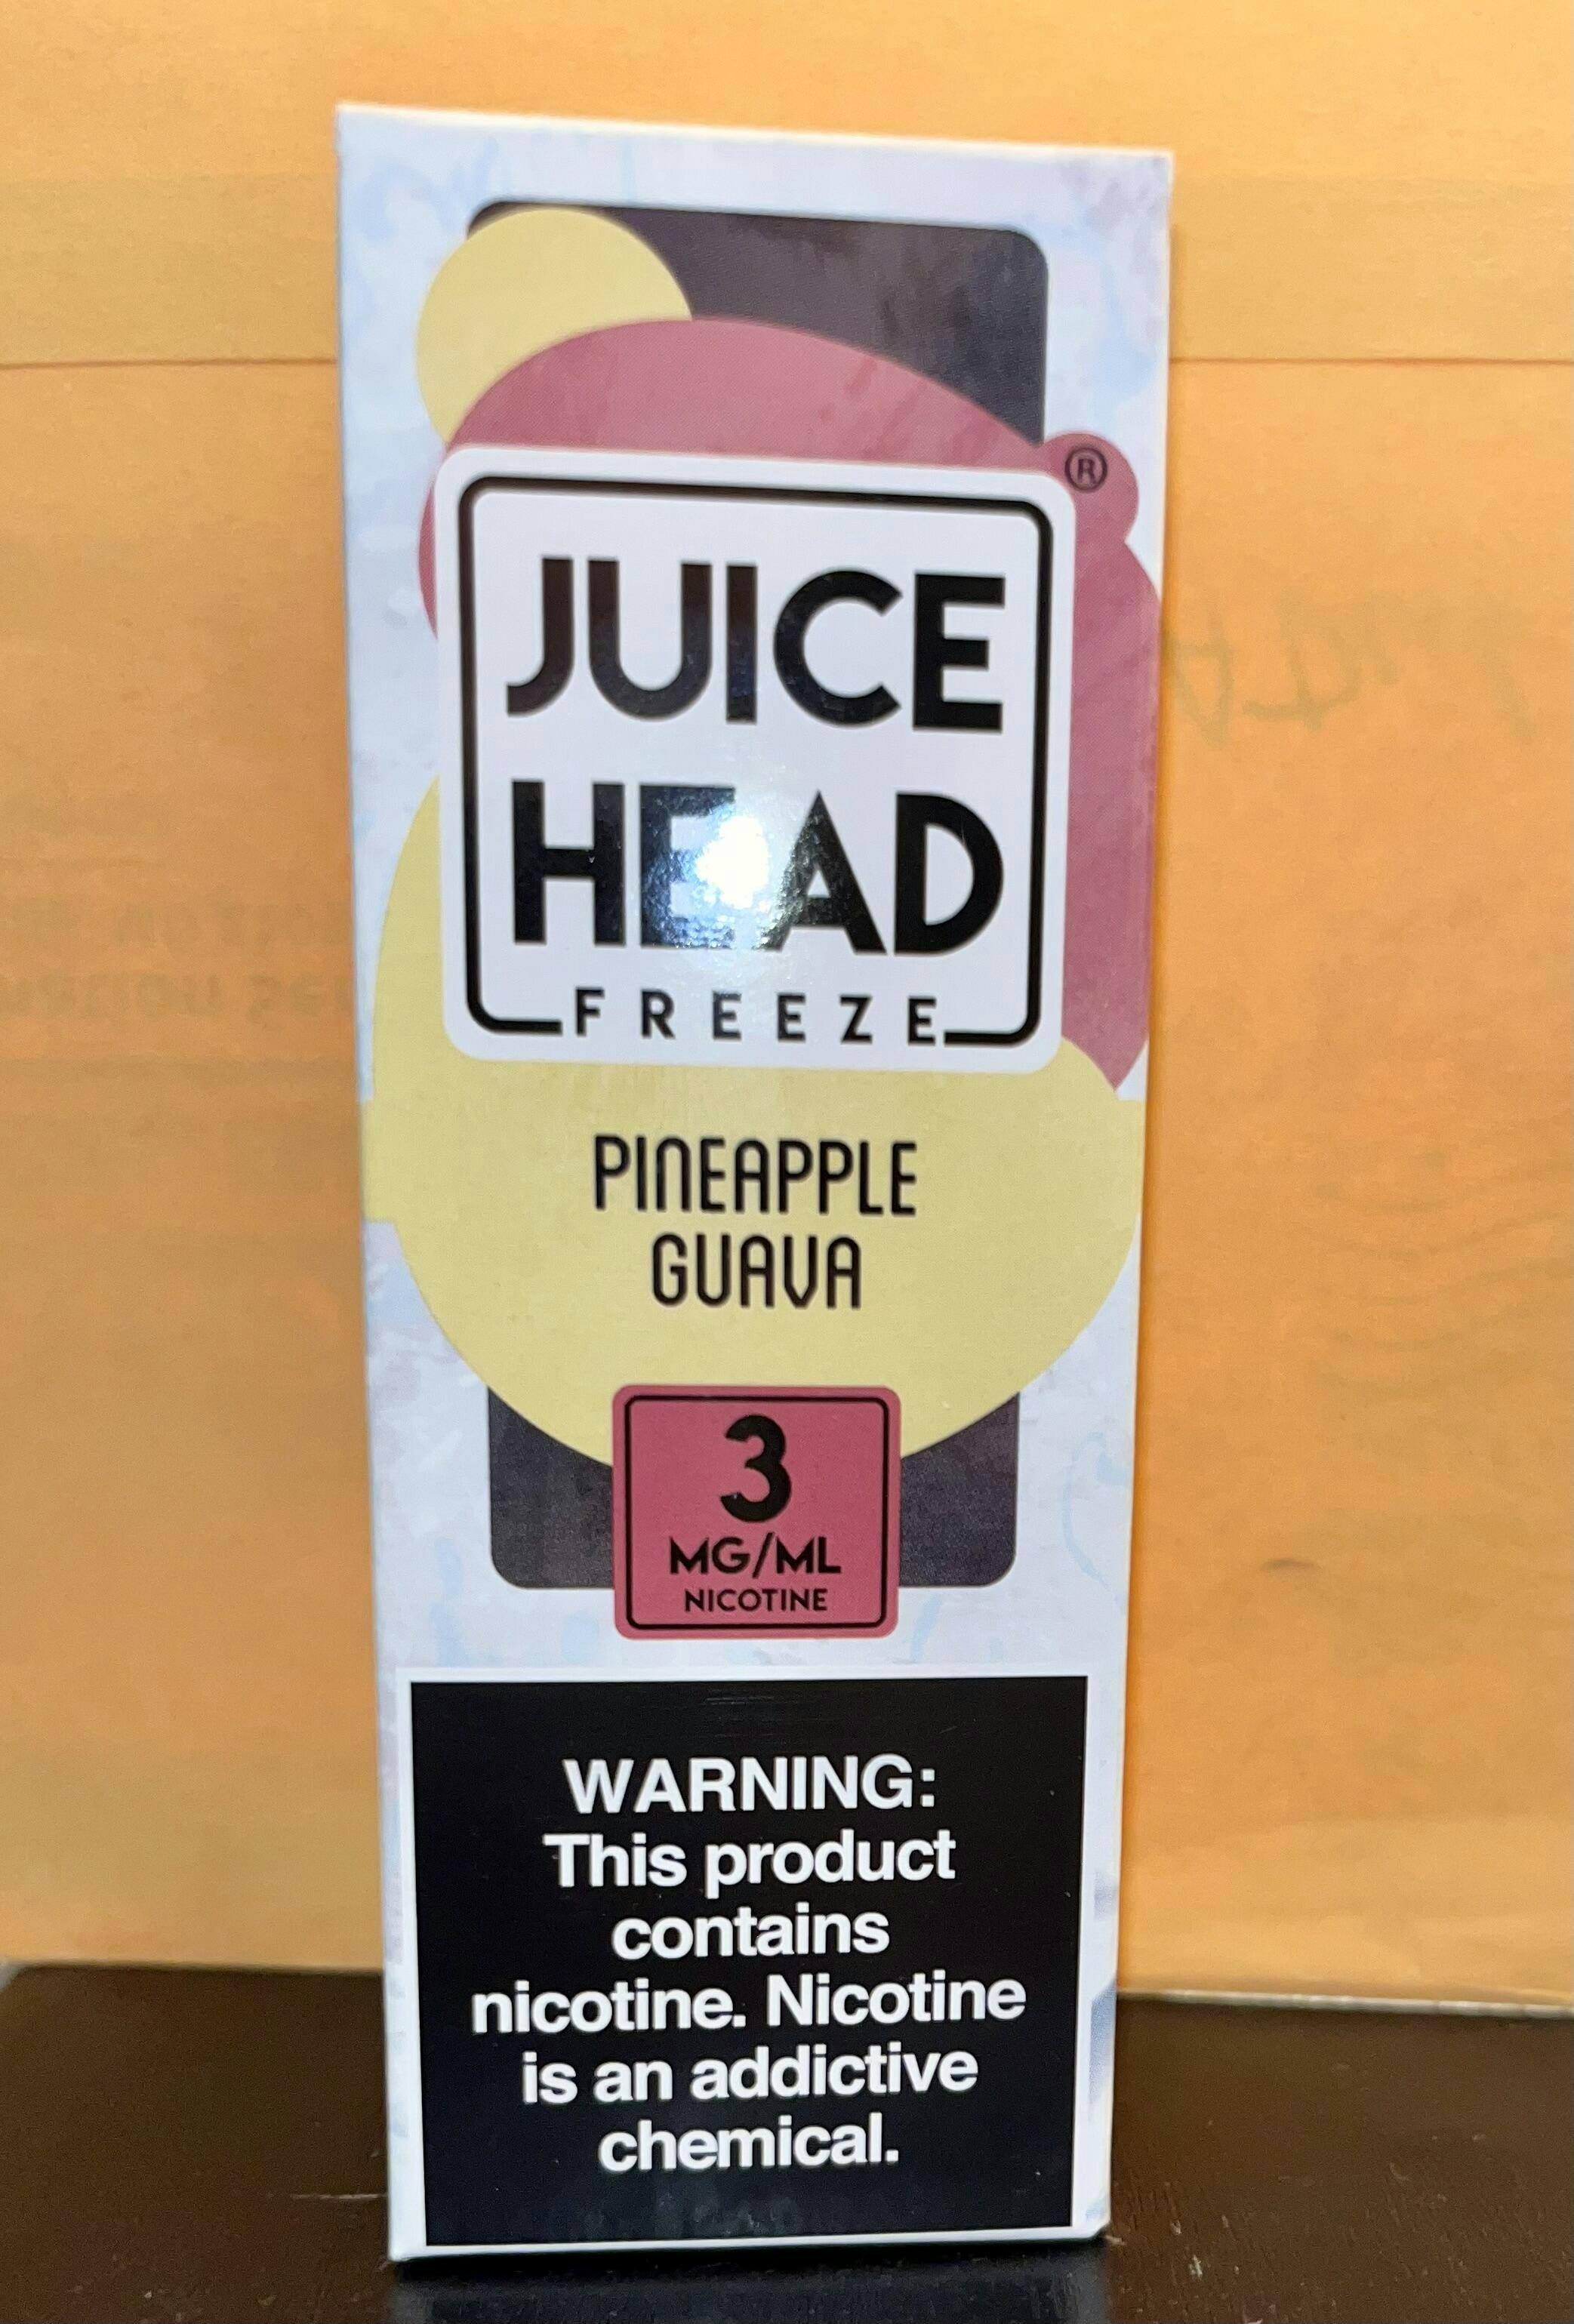 ®
JUICE
HEAD
FREEZE
PINEAPPLE
GUAVA
3
MG/ML
NICOTINE
WARNING:
This product
contains
nicotine. Nicotine
is an addictive
chemical.